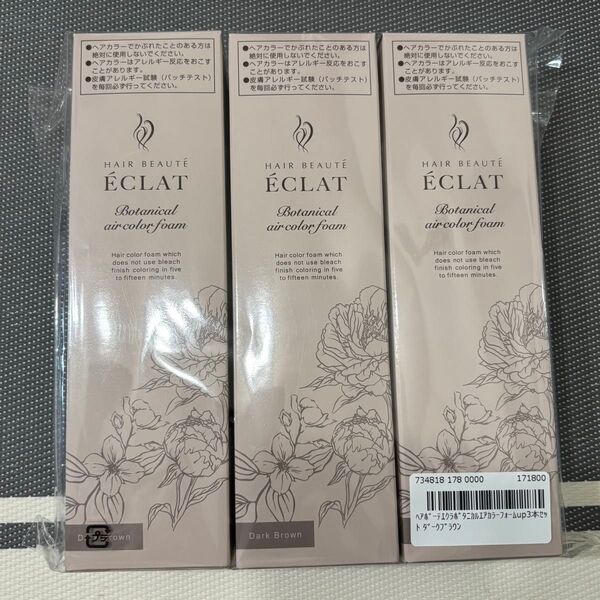 ●ヘアカラーでかぶれたことのある方は
絶対に使用しないでください。
●ヘアカラーはアレルギー反応をおこす
ことがあります。
●皮膚アレルギー試験（パッチテスト）
を毎回必ず行ってください。
HAIR BEAUTÉ
ÉCLAT
Botanical
air color foam
Hair color foam which
does not use bleach
finish coloring in five
to fifteen minutes.
●ヘアカラーでかぶれたことのある方は
絶対に使用しないでください。
●ヘアカラーはアレルギー反応をおこす
ことがあります。
●皮膚アレルギー試験（パッチテスト）
を毎回必ず行ってください。
HAIR BEAUTÉ
ÉCLAT
Botanical
air color foam
Hair color foam which
does not use bleach
finish coloring in five
to fifteen minutes.
Dark Brown
●ヘアカラーでかぶれたことのある方は
絶対に使用しないでください。
●ヘアカラーはアレルギー反応をおこす
ことがあります。
●皮膚アレルギー試験（パッチテスト）
を毎回必ず行ってください。
HAIR BEAUTÉ
ÉCLAT
Botanical
air color foam
Hair color foam which
does not use bleach
finish coloring in five
to fifteen minutes.
734818 178 0000 171800
ヘアボーテエクラボタニカルエアカラーフォームup3本セッ
ト ダークブラウン